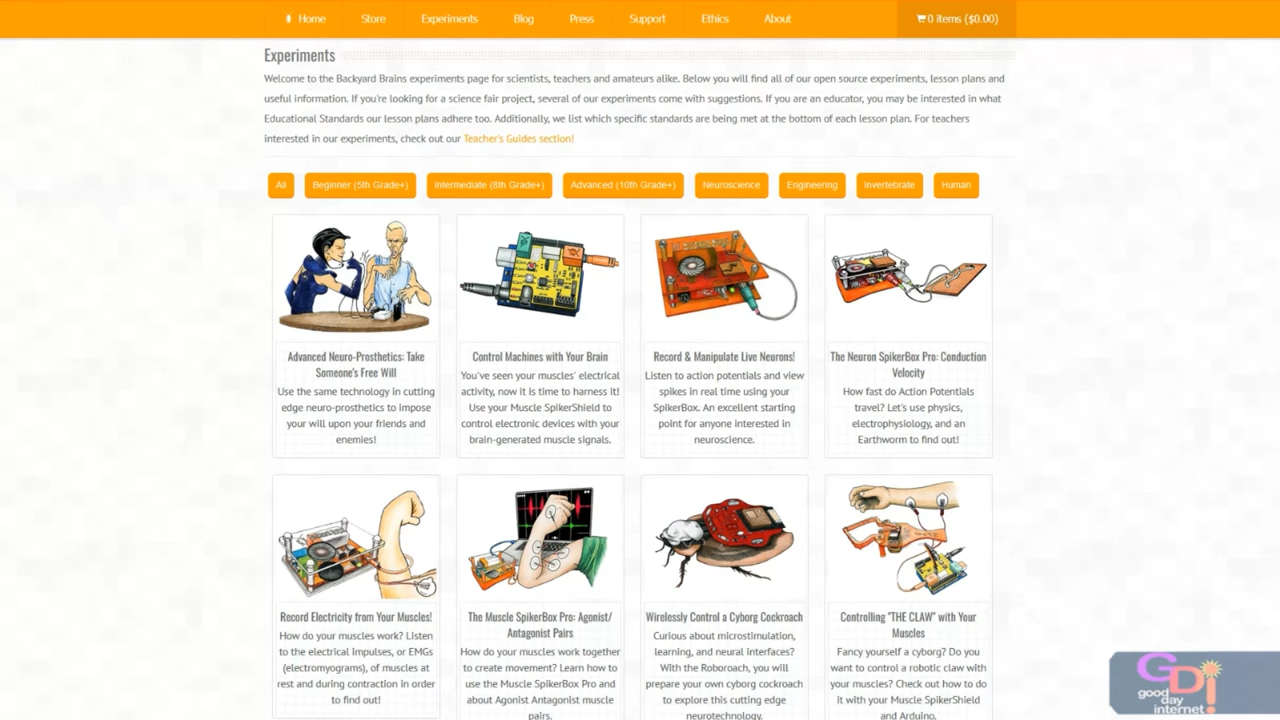 Home
Store
Experiments
Blog
Press
Support
Ethics
About
0 items ($0.00)
Experiments
Welcome to the Backyard Brains experiments page for scientists, teachers and amateurs alike. Below you will find all of our open source experiments, lesson plans and
useful information. If you're looking for a science fair project, several of our experiments come with suggestions. If you are an educator, you may be interested in what
Educational Standards our lesson plans adhere too. Additionally, we list which specific standards are being met at the bottom of each lesson plan. For teachers
interested in our experiments, check out our Teacher's Guides section!
All
Beginner (5th Grade+)
Intermediate (8th Grade+)
Advanced (10th Grade+)
Neuroscience
Engineering
Invertebrate
Human
Advanced Neuro-Prosthetics: Take
Someone's Free Will
Use the same technology in cutting
edge neuro-prosthetics to impose
your will upon your friends and
enemies!
Control Machines with Your Brain
You've seen your muscles' electrical
activity, now it is time to harness it!
Use your Muscle SpikerShield to
control electronic devices with your
brain-generated muscle signals.
Record & Manipulate Live Neurons!
Listen to action potentials and view
spikes in real time using your
SpikerBox. An excellent starting
point for anyone interested in
neuroscience.
The Neuron SpikerBox Pro: Conduction
Velocity
How fast do Action Potentials
travel? Let's use physics,
electrophysiology, and an
Earthworm to find out!
Record Electricity from Your Muscles!
How do your muscles work? Listen
to the electrical impulses, or EMGs
(electromyograms), of muscles at
rest and during contraction in order
to find out!
The Muscle SpikerBox Pro: Agonist/
Antagonist Pairs
How do your muscles work together
to create movement? Learn how to
use the Muscle SpikerBox Pro and
about Agonist Antagonist muscle
pairs.
Wirelessly Control a Cyborg Cockroach
Curious about microstimulation,
learning, and neural interfaces?
With the Roboroach, you will
prepare your own cyborg cockroach
to explore this cutting edge
neurotechnology.
Controlling "THE CLAW" with Your
Muscles
Fancy yourself a cyborg? Do you
want to control a robotic claw with
your muscles? Check out how to do
it with your Muscle SpikerShield
and Arduino.
GDI
good
day
internet